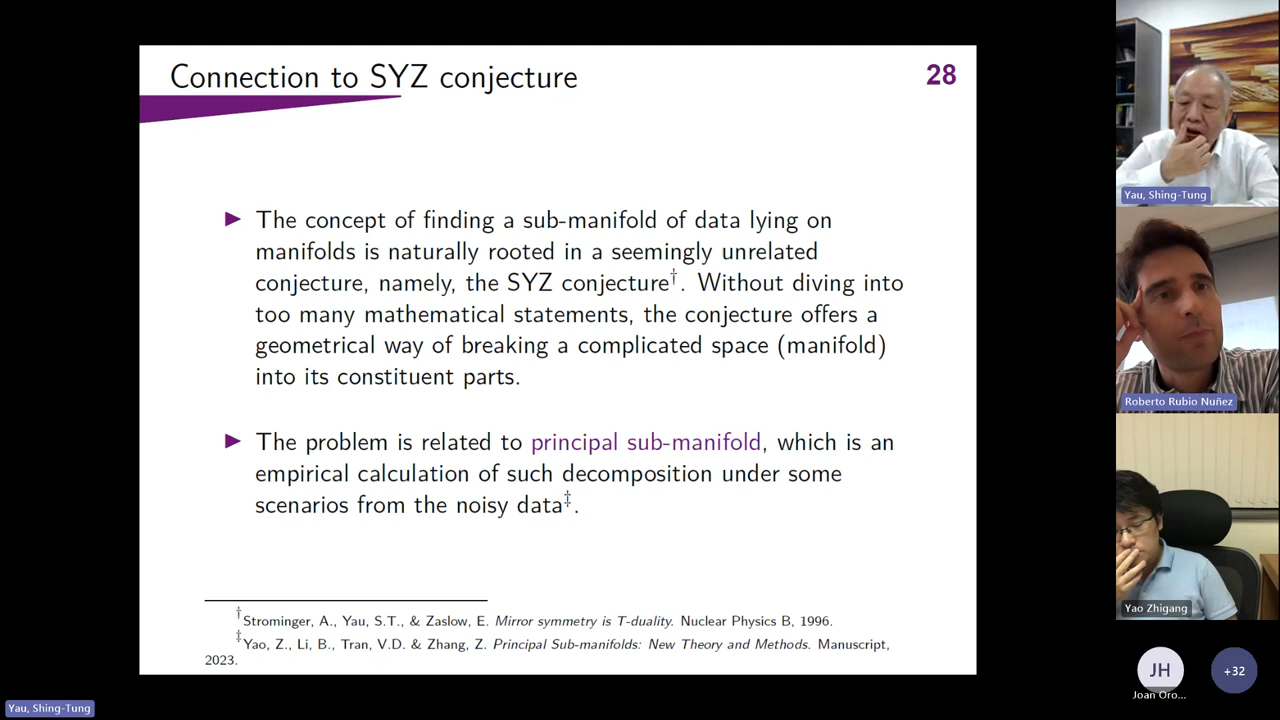 Connection to SYZ conjecture
28
▶ The concept of finding a sub-manifold of data lying on
manifolds is naturally rooted in a seemingly unrelated
conjecture, namely, the SYZ conjecture†. Without diving into
too many mathematical statements, the conjecture offers a
geometrical way of breaking a complicated space (manifold)
into its constituent parts.
▶ The problem is related to principal sub-manifold, which is an
empirical calculation of such decomposition under some
scenarios from the noisy data‡.
†Strominger, A., Yau, S.T., & Zaslow, E. Mirror symmetry is T-duality. Nuclear Physics B, 1996.
‡Yao, Z., Li, B., Tran, V.D. & Zhang, Z. Principal Sub-manifolds: New Theory and Methods. Manuscript,
2023.
Yau, Shing-Tung
Roberto Rubio Nuñez
Yao Zhigang
JH
Joan Oro...
+32
Yau, Shing-Tung